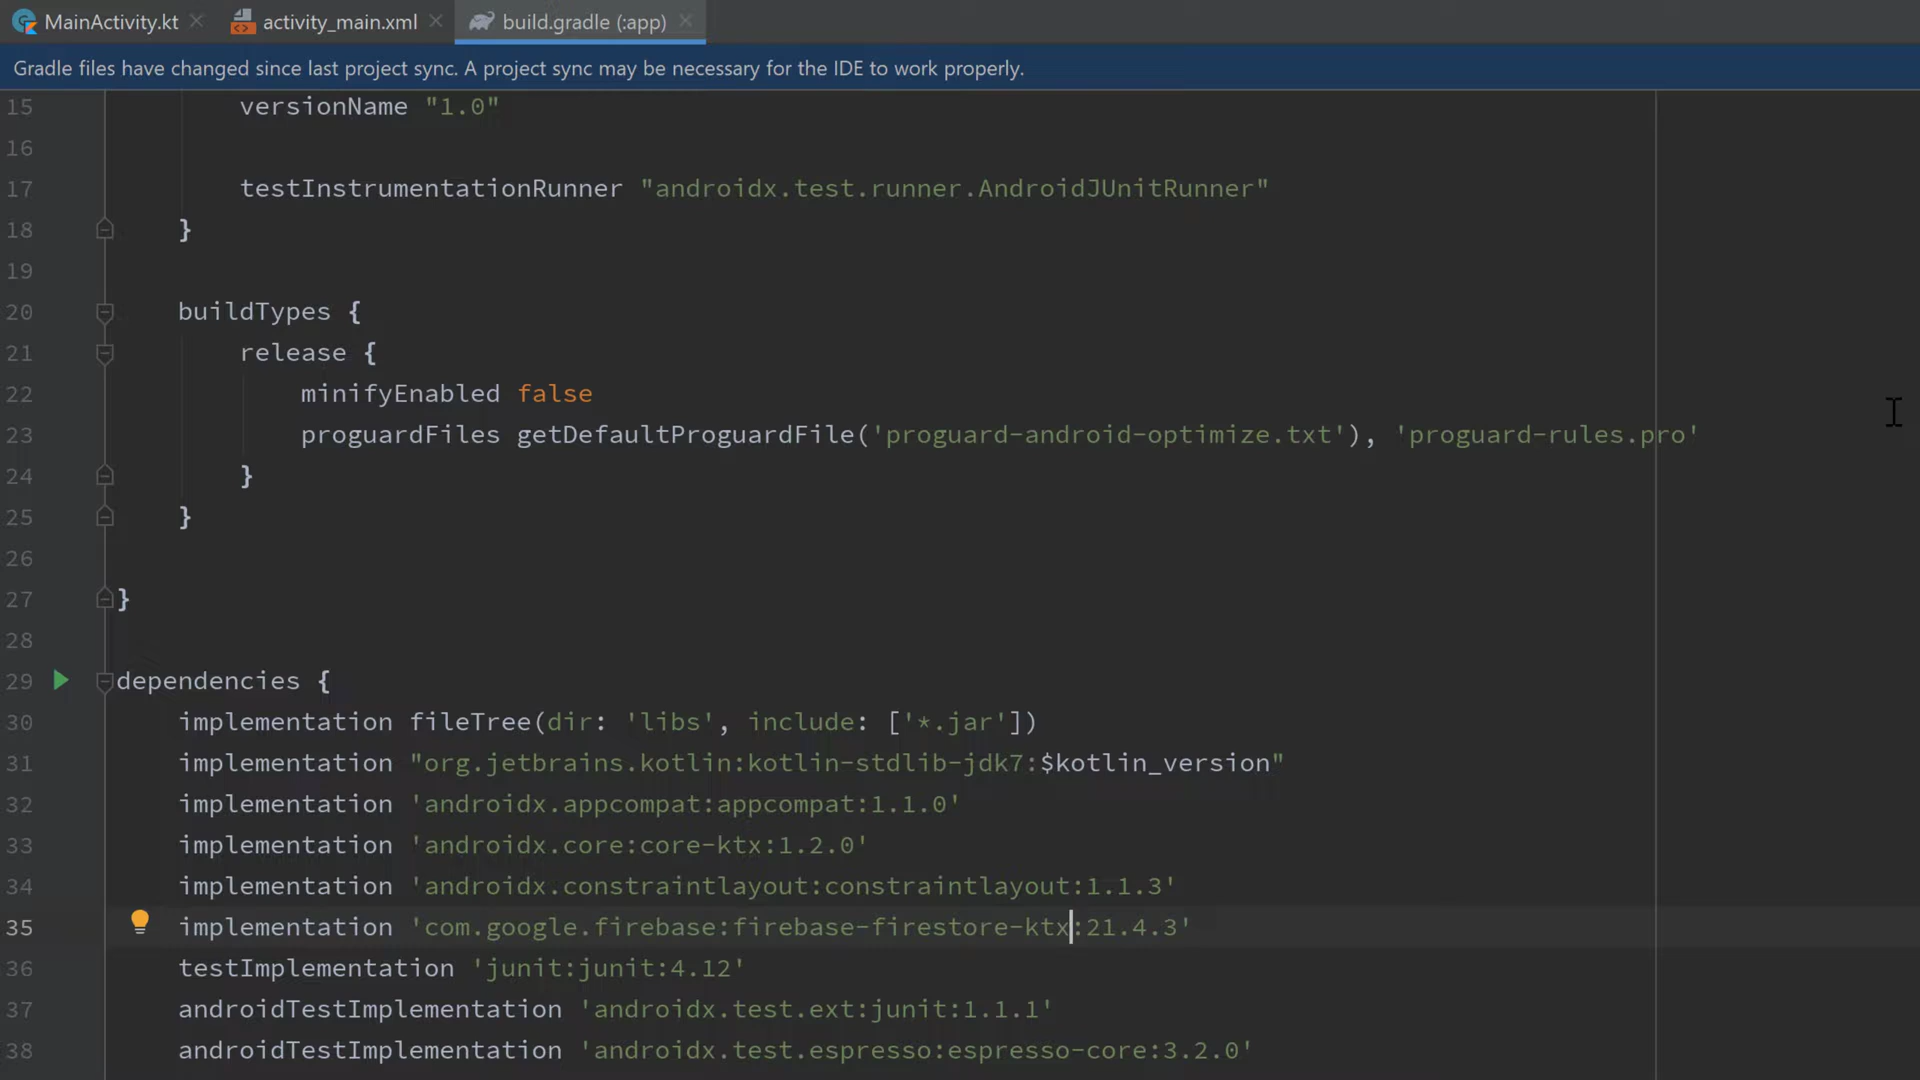 MainActivity.kt activity_main.xml build.gradle (:app)
Gradle files have changed since last project sync. A project sync may be necessary for the IDE to work properly.
15 versionName "1.0"
16
17 testInstrumentationRunner "androidx.test.runner.AndroidJUnitRunner"
18 }
19
20 buildTypes {
21 release {
22 minifyEnabled false
23 proguardFiles getDefaultProguardFile('proguard-android-optimize.txt'), 'proguard-rules.pro'
24 }
25 }
26
27 }
28
29 dependencies {
30 implementation fileTree(dir: 'libs', include: ['*.jar'])
31 implementation "org.jetbrains.kotlin:kotlin-stdlib-jdk7:$kotlin_version"
32 implementation 'androidx.appcompat:appcompat:1.1.0'
33 implementation 'androidx.core:core-ktx:1.2.0'
34 implementation 'androidx.constraintlayout:constraintlayout:1.1.3'
35 implementation 'com.google.firebase:firebase-firestore-ktx:21.4.3'
36 testImplementation 'junit:junit:4.12'
37 androidTestImplementation 'androidx.test.ext:junit:1.1.1'
38 androidTestImplementation 'androidx.test.espresso:espresso-core:3.2.0'